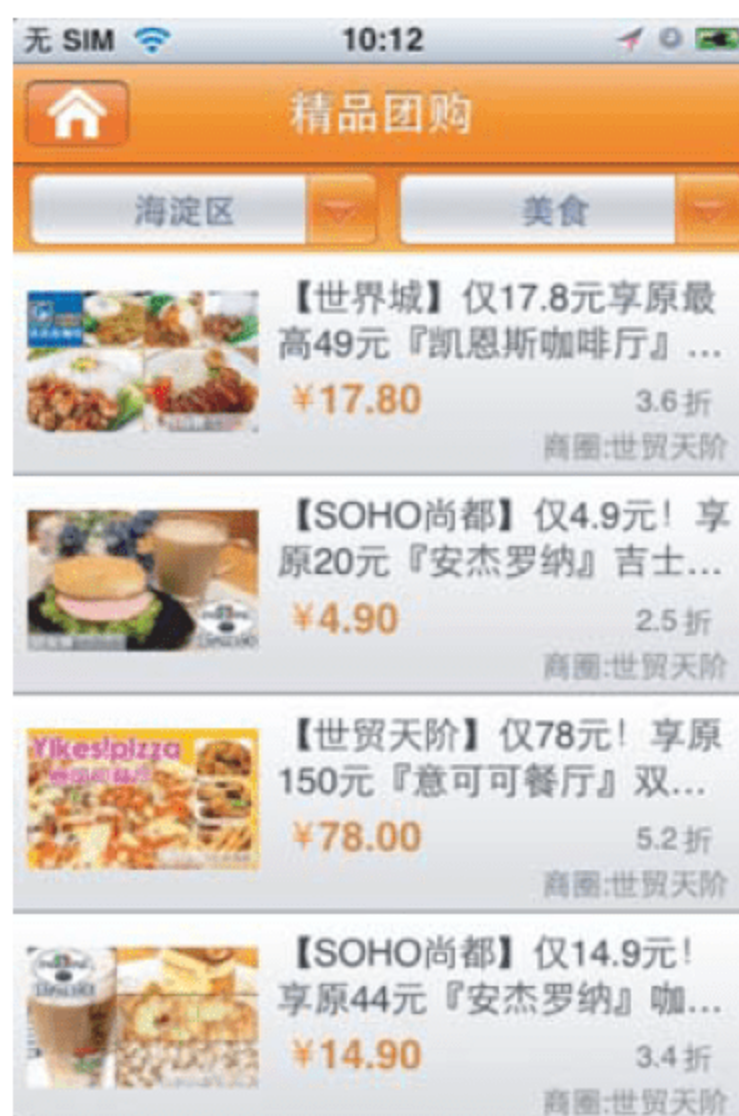 无 SIM 10:12
精品团购
海淀区 美食
【世界城】仅17.8元享原最
高49元『凯恩斯咖啡厅』...
¥17.80 3.6折
商圈:世贸天阶
【SOHO尚都】仅4.9元！享
原20元『安杰罗纳』吉士...
¥4.90 2.5折
商圈:世贸天阶
Yikes!pizza
【世贸天阶】仅78元！享原
150元『意可可餐厅』双...
¥78.00 5.2折
商圈:世贸天阶
【SOHO尚都】仅14.9元！
享原44元『安杰罗纳』咖...
¥14.90 3.4折
商圈:世贸天阶